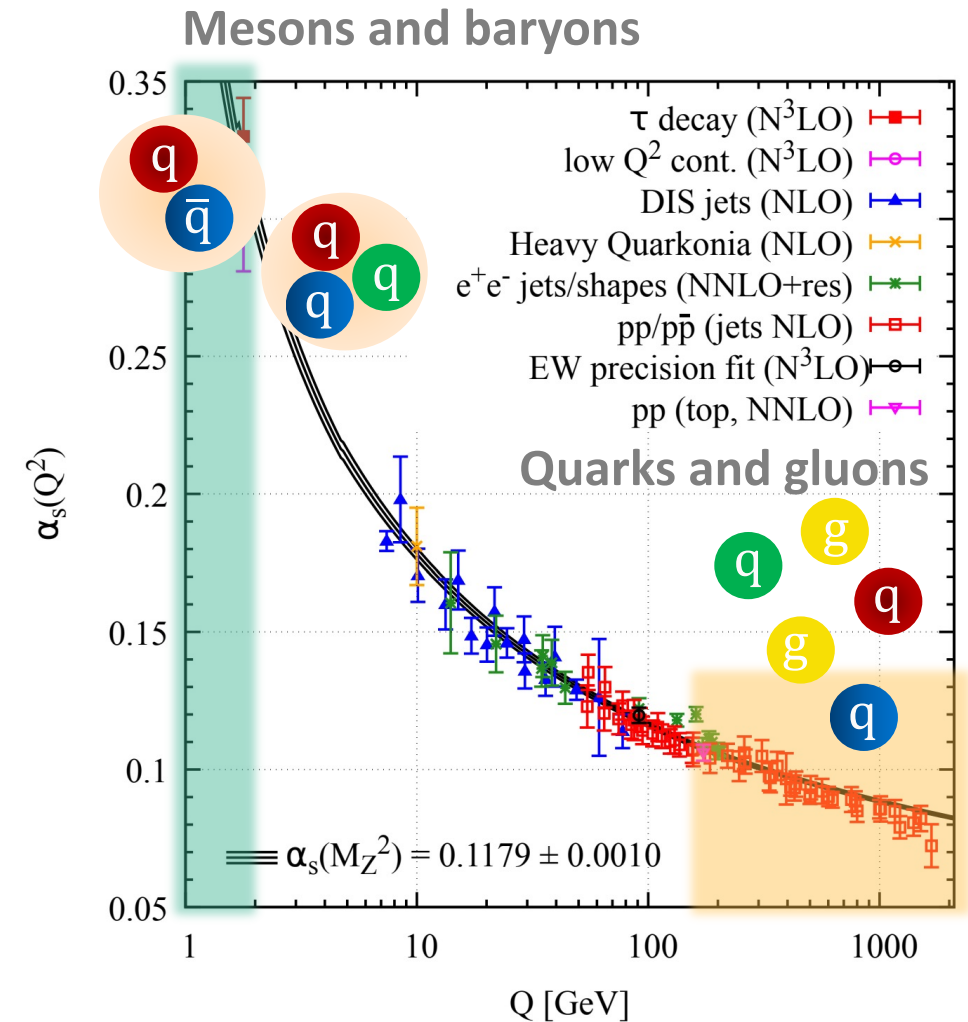 Mesons and baryons
0.35
0.25
0.2
0.15
0.1
0.05
αs(Q²)
τ decay (N³LO)
low Q² cont. (N³LO)
DIS jets (NLO)
Heavy Quarkonia (NLO)
e⁺e⁻ jets/shapes (NNLO+res)
pp/pp̅ (jets NLO)
EW precision fit (N³LO)
pp (top, NNLO)
q
q̅
q
q
q
Quarks and gluons
g
q
q
g
q
αs(M_Z²) = 0.1179 ± 0.0010
1
10
100
1000
Q [GeV]